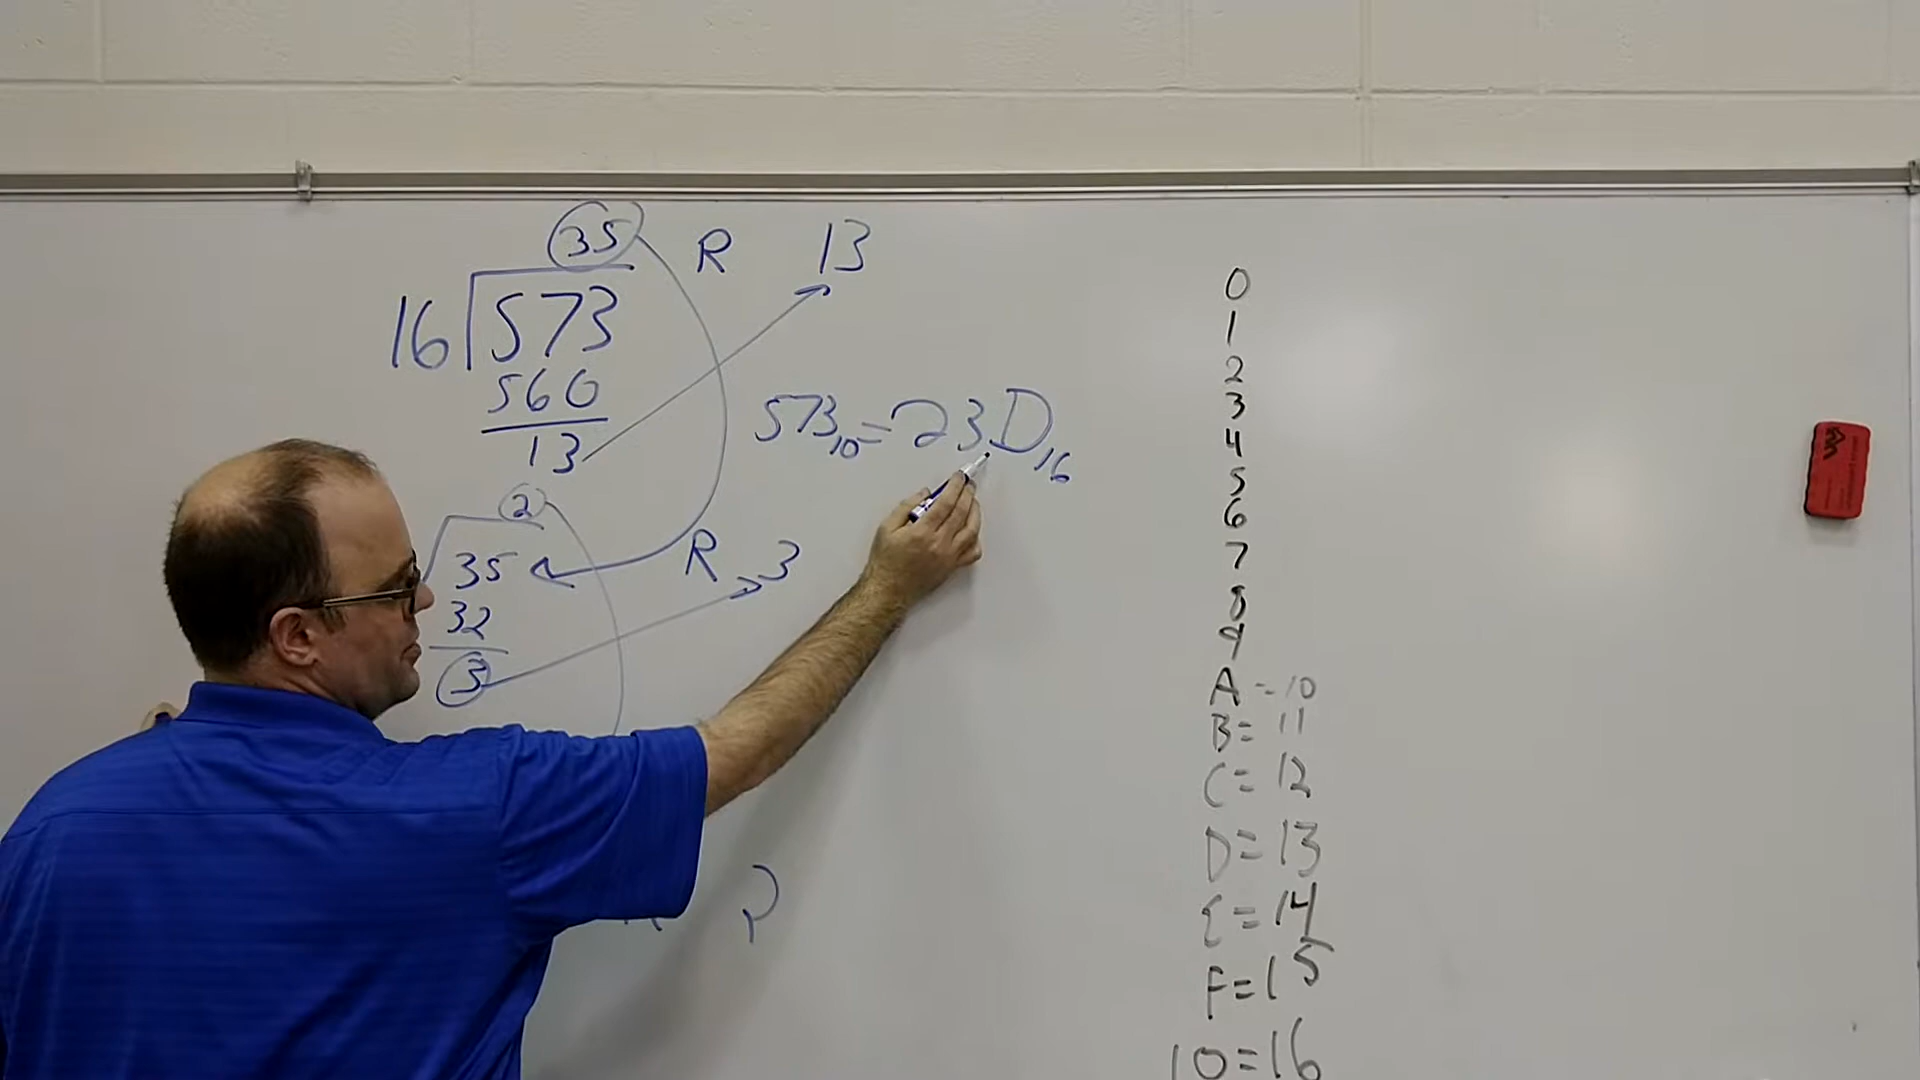 35 R 13
16 573
560
13
573₁₀=23D₁₆
2
35 R 3
32
3
0
1
2
3
4
5
6
7
8
9
A = 10
B = 11
C = 12
D = 13
E = 14
F = 15
10 = 16